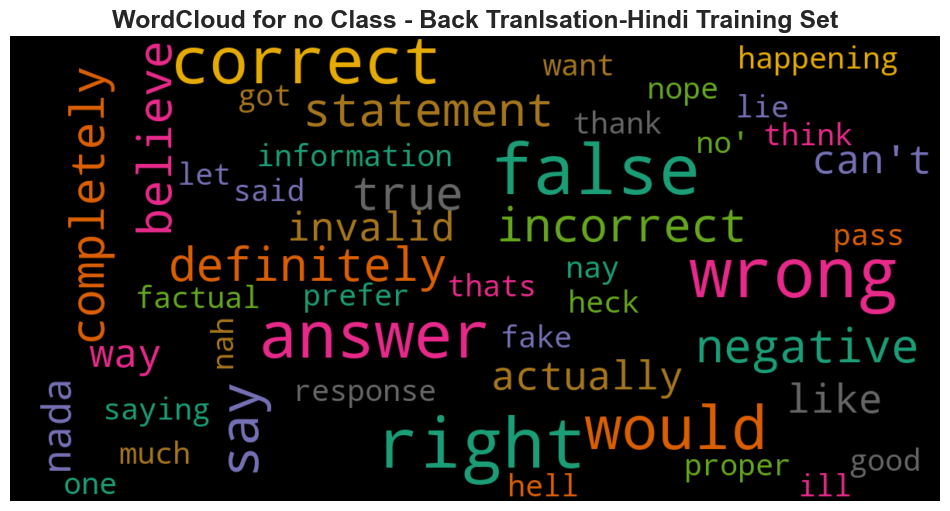 WordCloud for no Class - Back Tranlsation-Hindi Training Set
correct
want
happening
completely
believe
got
statement
nope
lie
thank
no'
think
can't
information
false
let
said
true
invalid
incorrect
pass
definitely
wrong
nay
thats
factual
prefer
heck
nah
answer
fake
negative
way
actually
response
like
nada
saying
say
right
would
much
proper
good
one
hell
ill